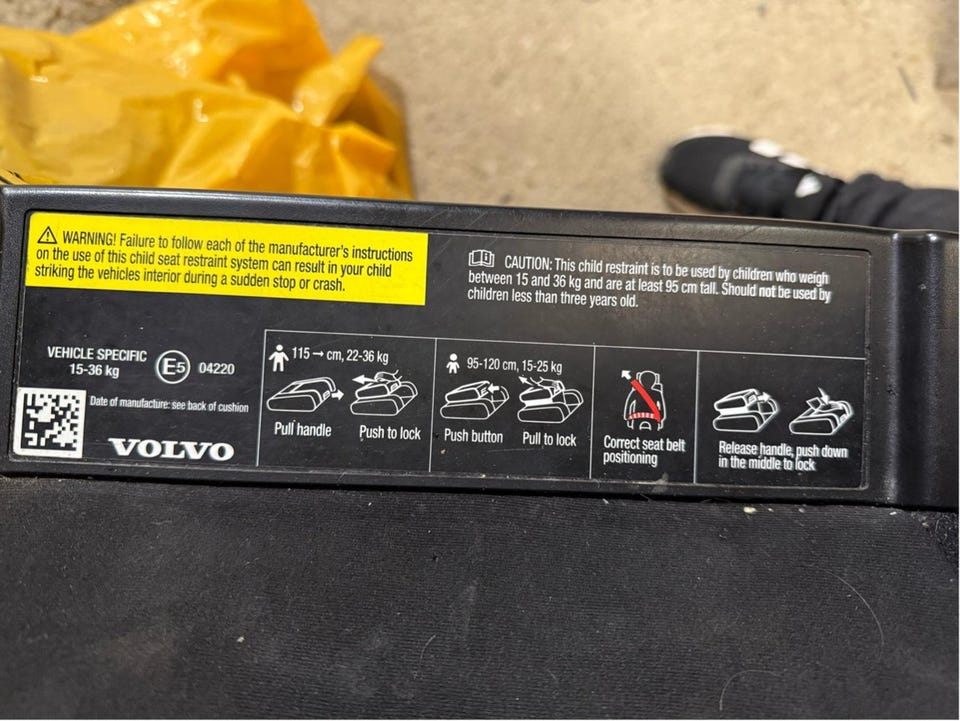 WARNING! Failure to follow each of the manufacturer's instructions
on the use of this child seat restraint system can result in your child
striking the vehicles interior during a sudden stop or crash.
CAUTION: This child restraint is to be used by children who weigh
between 15 and 36 kg and are at least 95 cm tall. Should not be used by
children less than three years old.
VEHICLE SPECIFIC
15-36 kg
E5
04220
Date of manufacture: see back of cushion
VOLVO
115 → cm, 22-36 kg
Pull handle
Push to lock
95-120 cm, 15-25 kg
Push button
Pull to lock
Correct seat belt
positioning
Release handle, push down
in the middle to lock